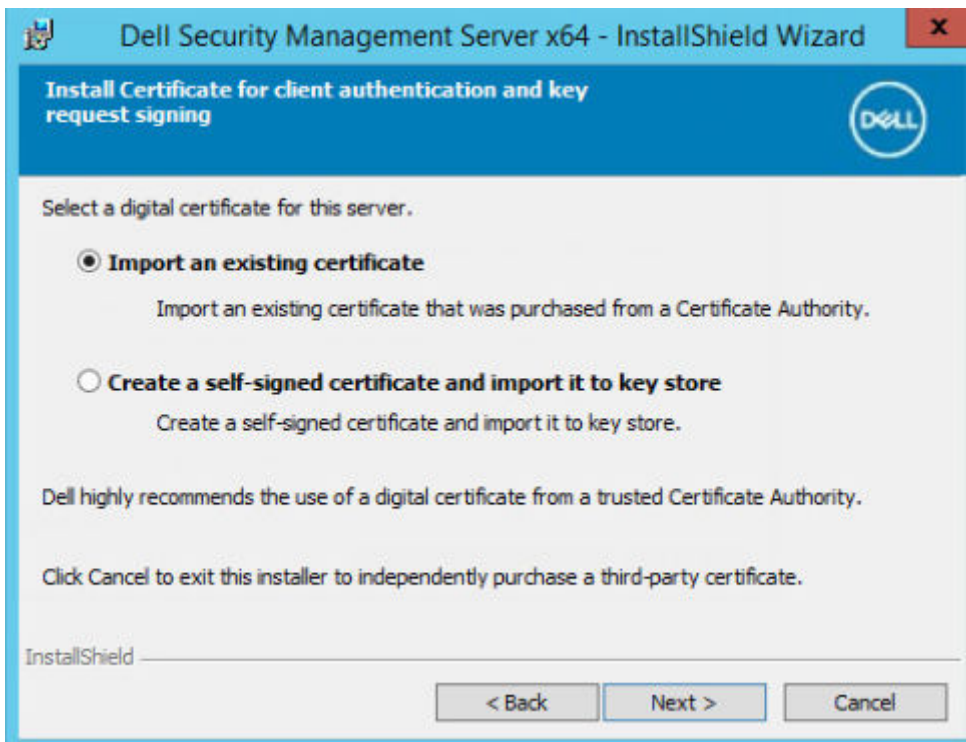 Dell Security Management Server x64 - InstallShield Wizard
x
Install Certificate for client authentication and key
request signing
DELL
Select a digital certificate for this server.
Import an existing certificate
Import an existing certificate that was purchased from a Certificate Authority.
Create a self-signed certificate and import it to key store
Create a self-signed certificate and import it to key store.
Dell highly recommends the use of a digital certificate from a trusted Certificate Authority.
Click Cancel to exit this installer to independently purchase a third-party certificate.
InstallShield
< Back Next > Cancel